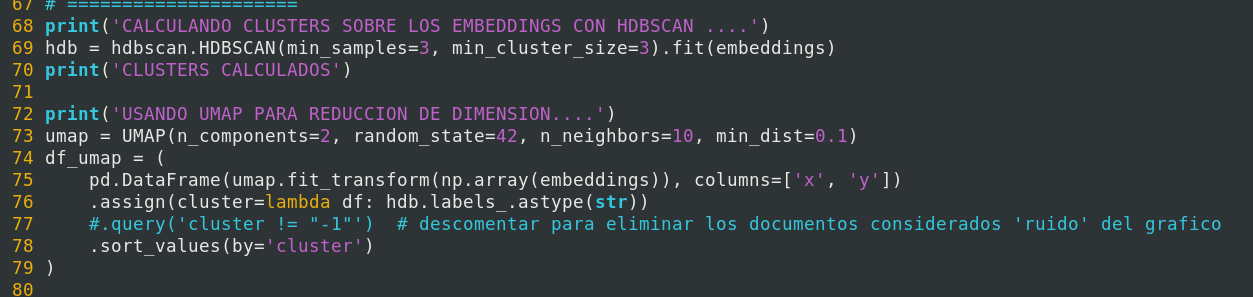 67 # =====================
68 print('CALCULANDO CLUSTERS SOBRE LOS EMBEDDINGS CON HDBSCAN ....')
69 hdb = hdbscan.HDBSCAN(min_samples=3, min_cluster_size=3).fit(embeddings)
70 print('CLUSTERS CALCULADOS')
71
72 print('USANDO UMAP PARA REDUCCION DE DIMENSION....')
73 umap = UMAP(n_components=2, random_state=42, n_neighbors=10, min_dist=0.1)
74 df_umap = (
75     pd.DataFrame(umap.fit_transform(np.array(embeddings)), columns=['x', 'y'])
76     .assign(cluster=lambda df: hdb.labels_.astype(str))
77     #.query('cluster != "-1"')  # descomentar para eliminar los documentos considerados 'ruido' del grafico
78     .sort_values(by='cluster')
79 )
80